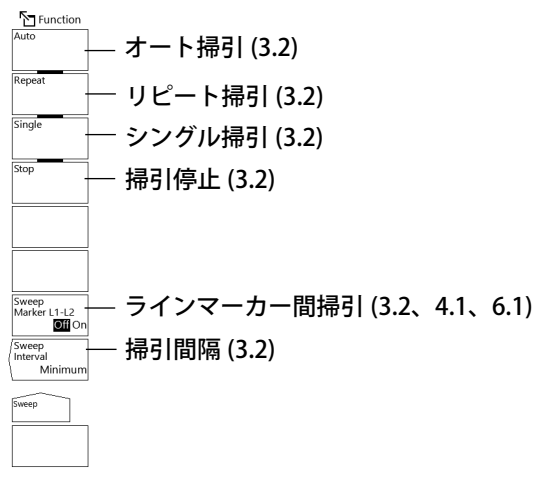 Function
Auto
オート掃引 (3.2)
Repeat
リピート掃引 (3.2)
Single
シングル掃引 (3.2)
Stop
掃引停止 (3.2)
Sweep
Marker L1-L2
Off On
ラインマーカー間掃引 (3.2、4.1、6.1)
Sweep
Interval
Minimum
掃引間隔 (3.2)
Sweep